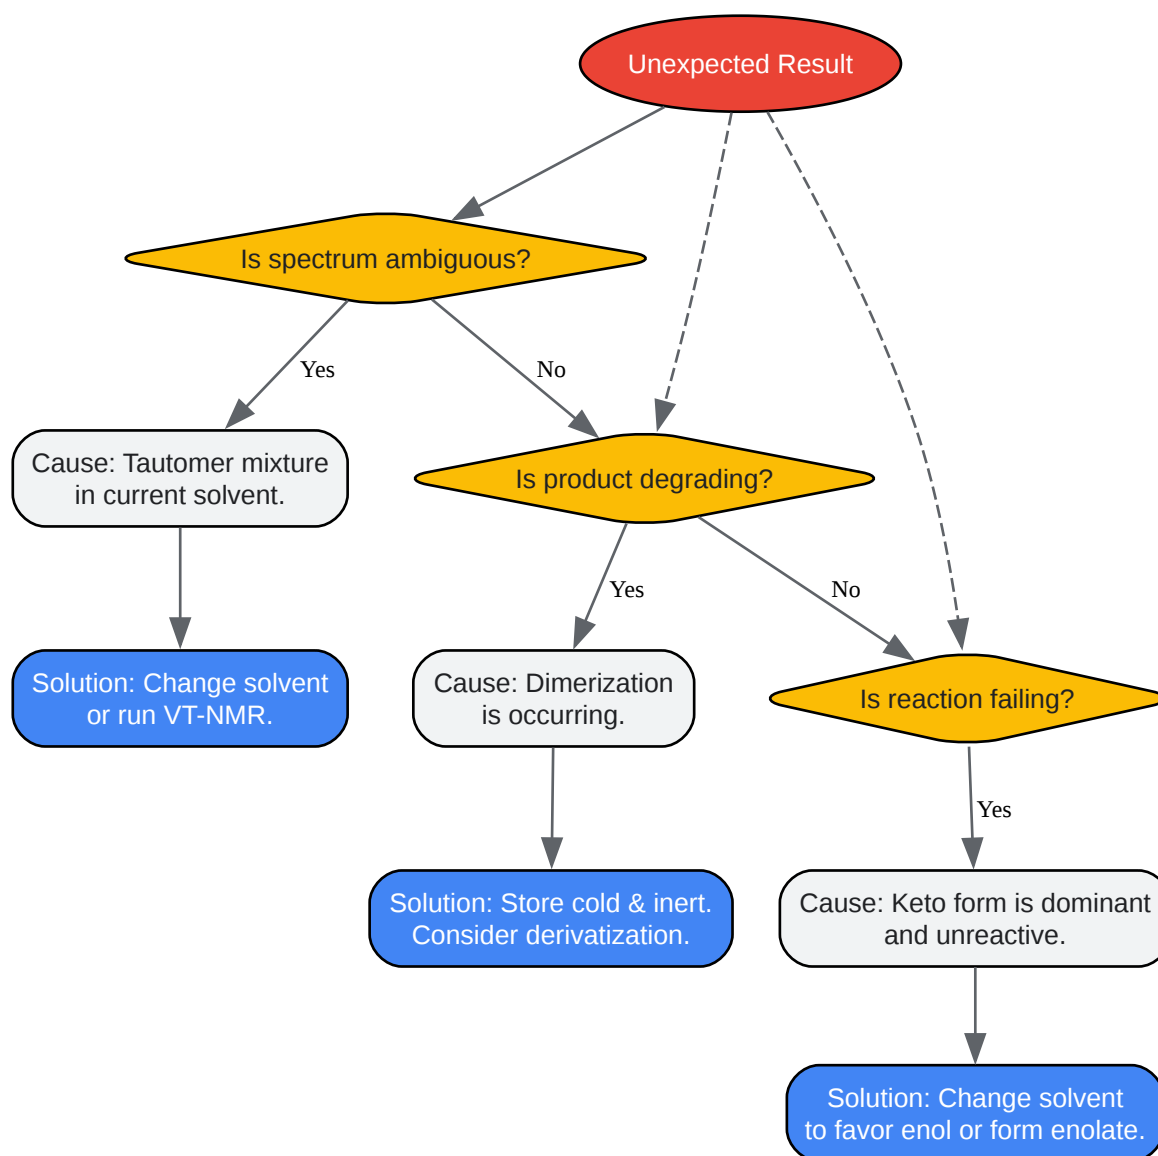 Unexpected Result
Is spectrum ambiguous?
Yes
No
Cause: Tautomer mixture
in current solvent.
Is product degrading?
Yes
No
Solution: Change solvent
or run VT-NMR.
Cause: Dimerization
is occurring.
Is reaction failing?
Yes
Solution: Store cold & inert.
Consider derivatization.
Cause: Keto form is dominant
and unreactive.
Solution: Change solvent
to favor enol or form enolate.